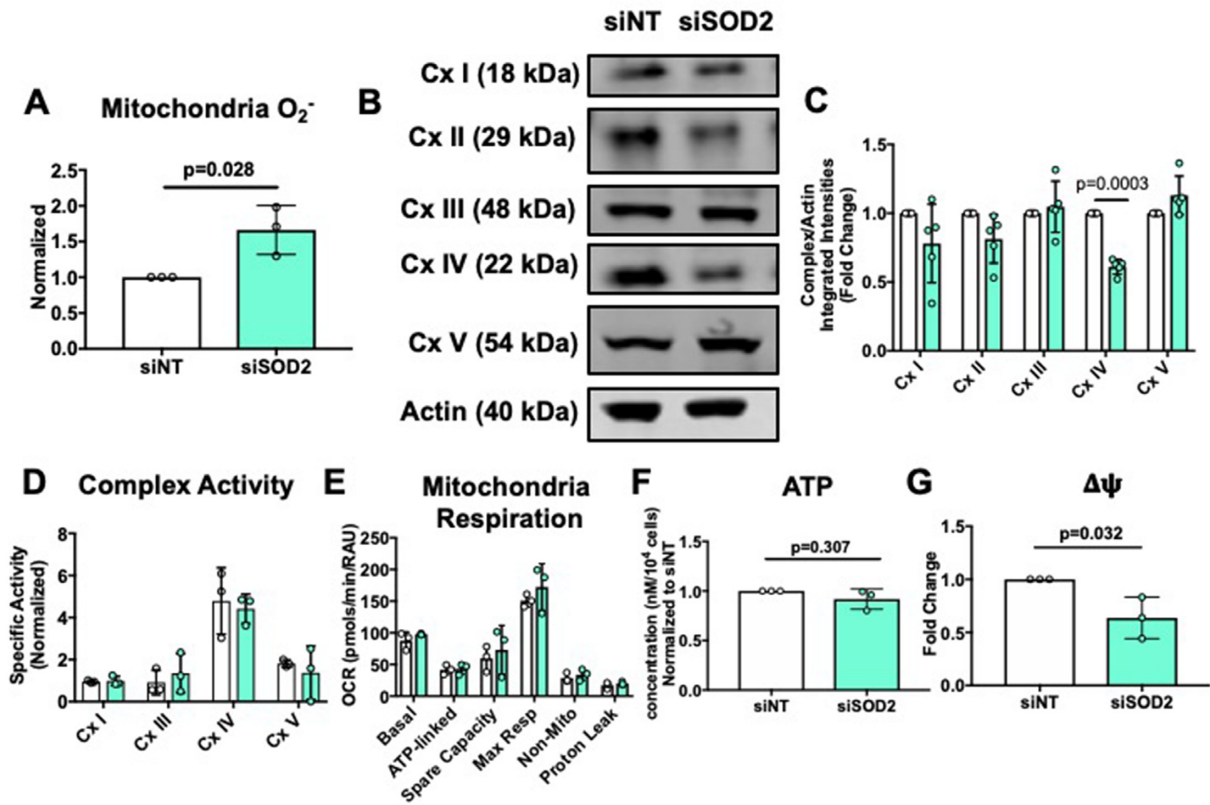 A
Mitochondria O₂⁻
Normalized
2.5
2.0
1.5
1.0
0.5
0.0
p=0.028
siNT
siSOD2
B
siNT siSOD2
Cx I (18 kDa)
Cx II (29 kDa)
Cx III (48 kDa)
Cx IV (22 kDa)
Cx V (54 kDa)
Actin (40 kDa)
C
Complex/Actin
Integrated Intensities
(Fold Change)
1.5
1.0
0.5
0.0
p=0.0003
Cx I
Cx II
Cx III
Cx IV
Cx V
D
Complex Activity
Specific Activity
(Normalized)
8
6
4
2
0
Cx I
Cx III
Cx IV
Cx V
E
Mitochondria
Respiration
OCR (pmols/min/RAU)
250
200
150
100
50
0
Basal
ATP-linked
Spare Capacity
Max Resp
Non-Mito
Proton Leak
F
ATP
concentration (nM/10⁴ cells)
Normalized to siNT
1.5
1.0
0.5
0.0
p=0.307
siNT
siSOD2
G
Δψ
Fold Change
1.5
1.0
0.5
0.0
p=0.032
siNT
siSOD2